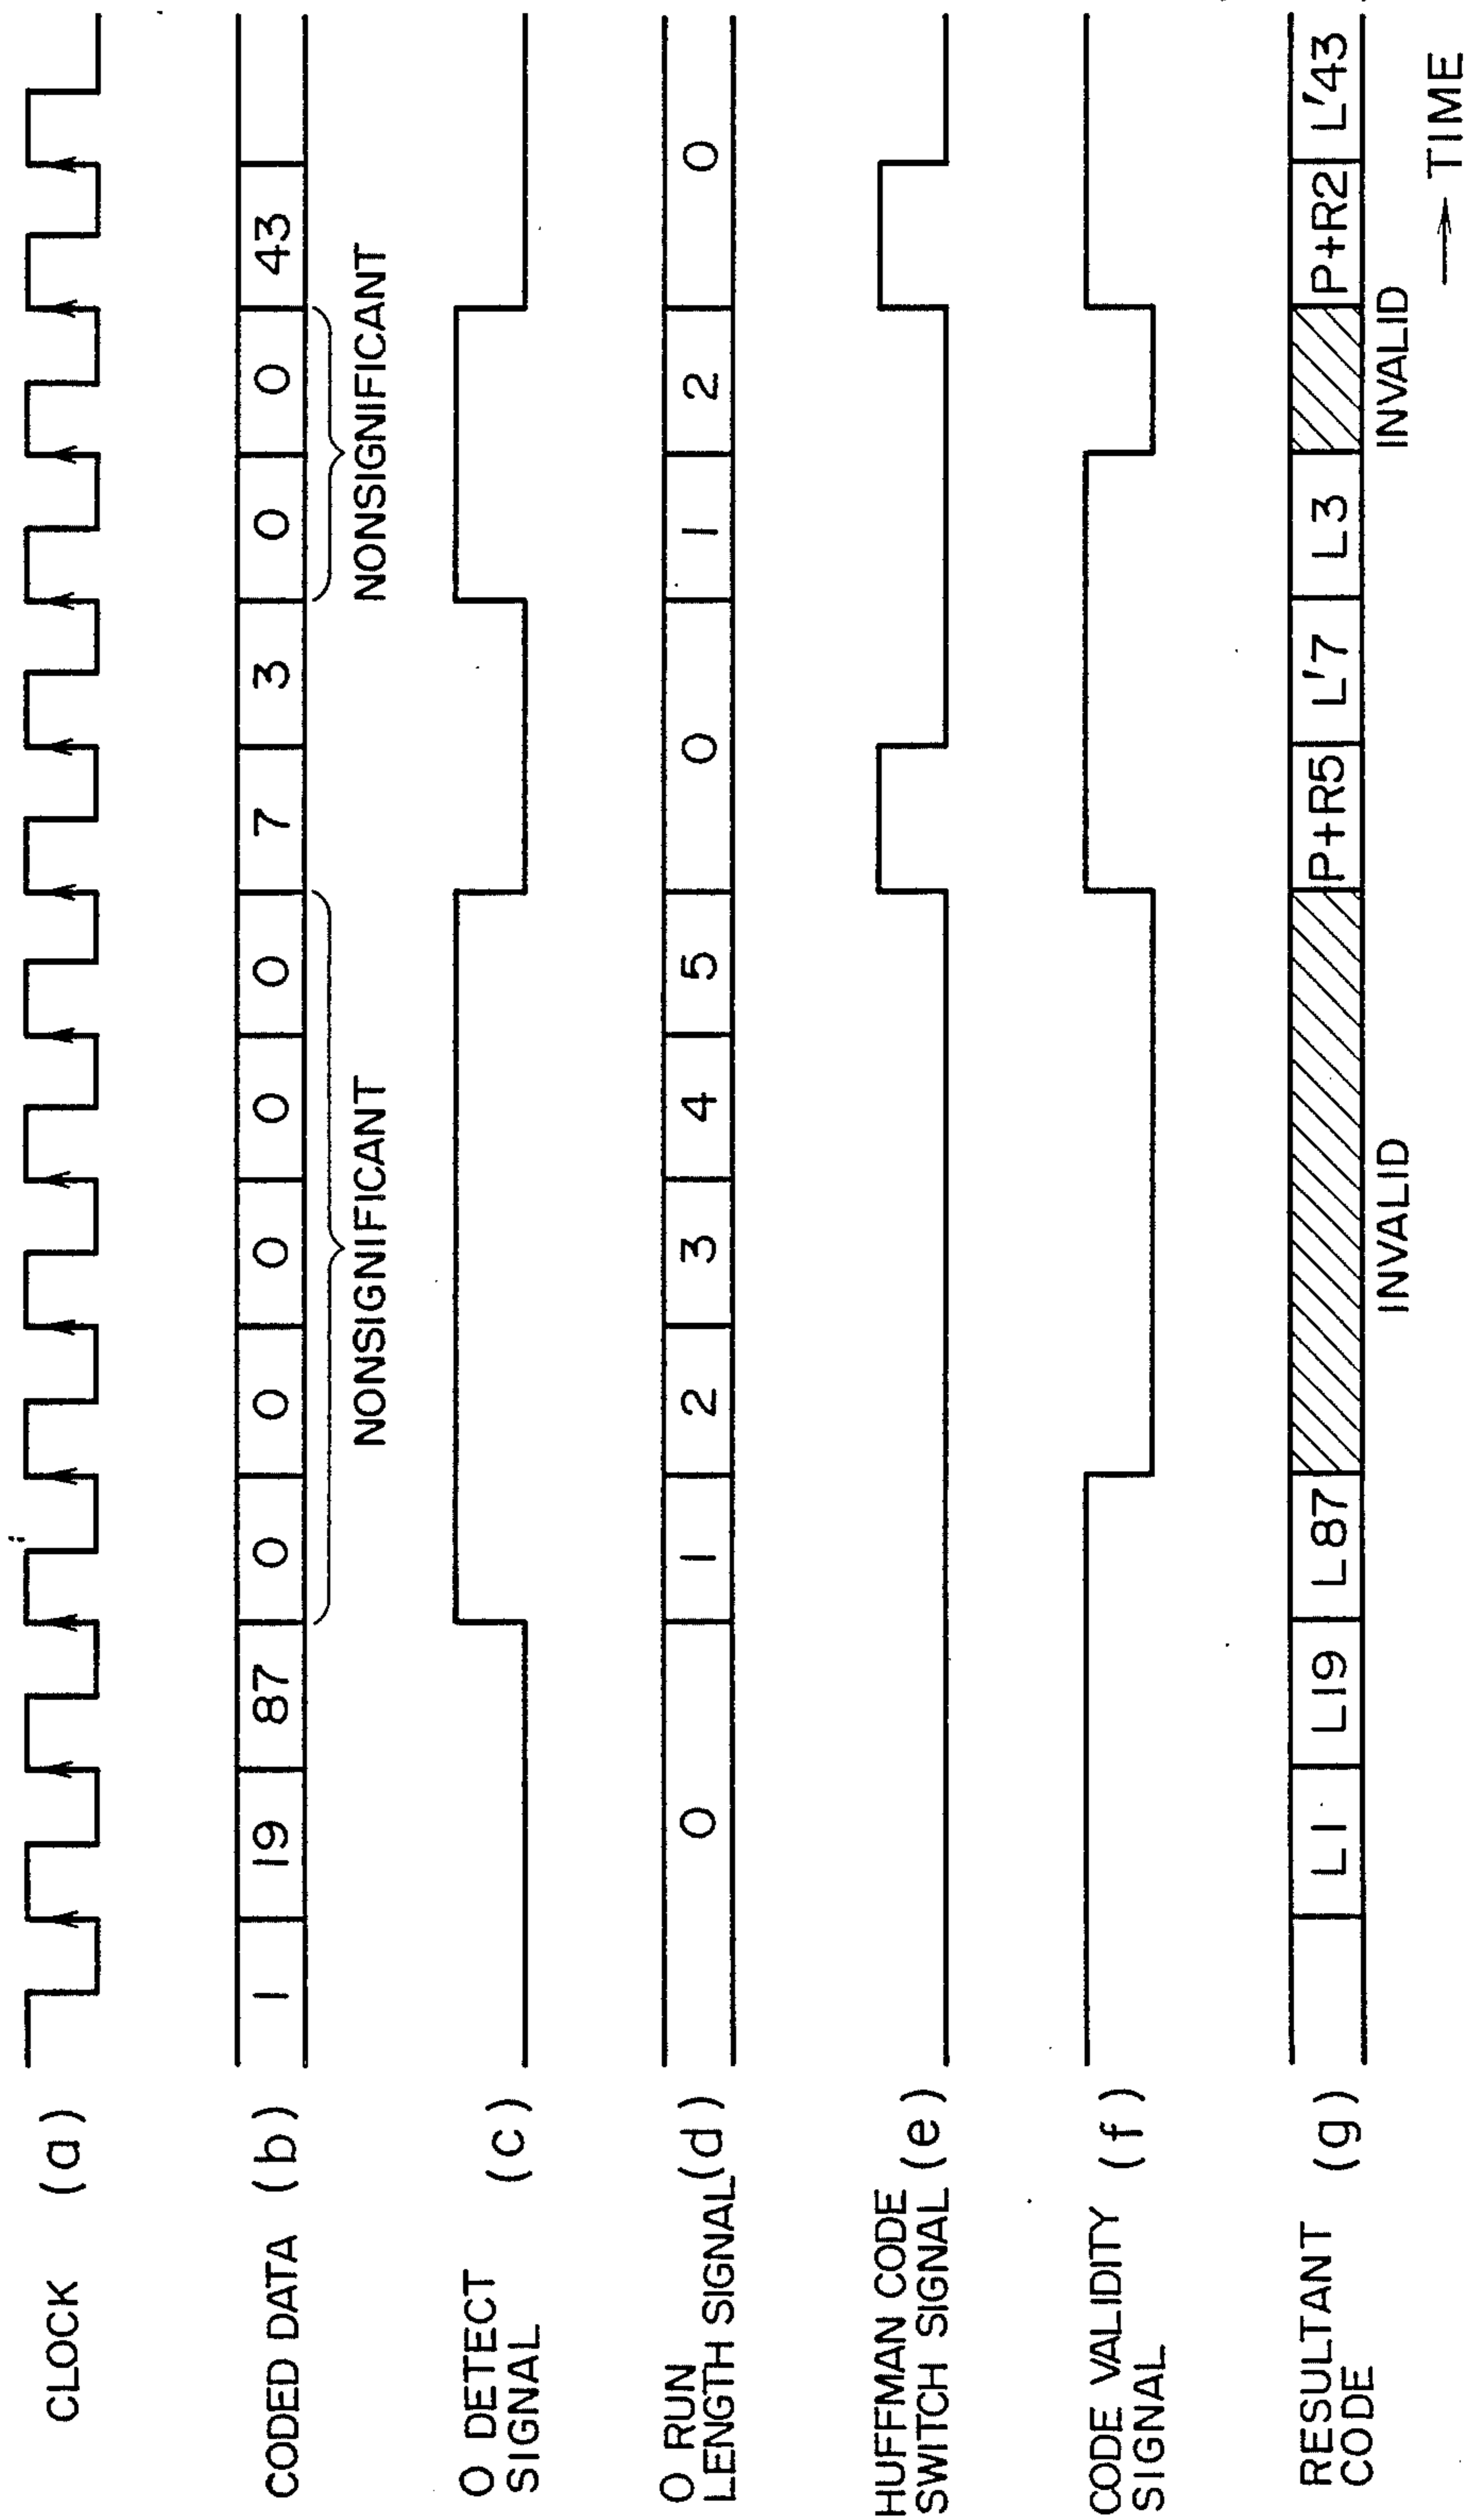 CLOCK (a)
CODED DATA (b) 1 19 87 0 0 0 0 0 7 3 0 0 43
NONSIGNIFICANT NONSIGNIFICANT
0 DETECT
SIGNAL (c)
0 RUN
LENGTH SIGNAL (d) 0 1 2 3 4 5 0 1 2 0
HUFFMAN CODE
SWITCH SIGNAL (e)
CODE VALIDITY
SIGNAL (f)
RESULTANT
CODE (g) L1 L19 L87 P+R5 L'7 L3 P+R2 L'43
INVALID INVALID
TIME